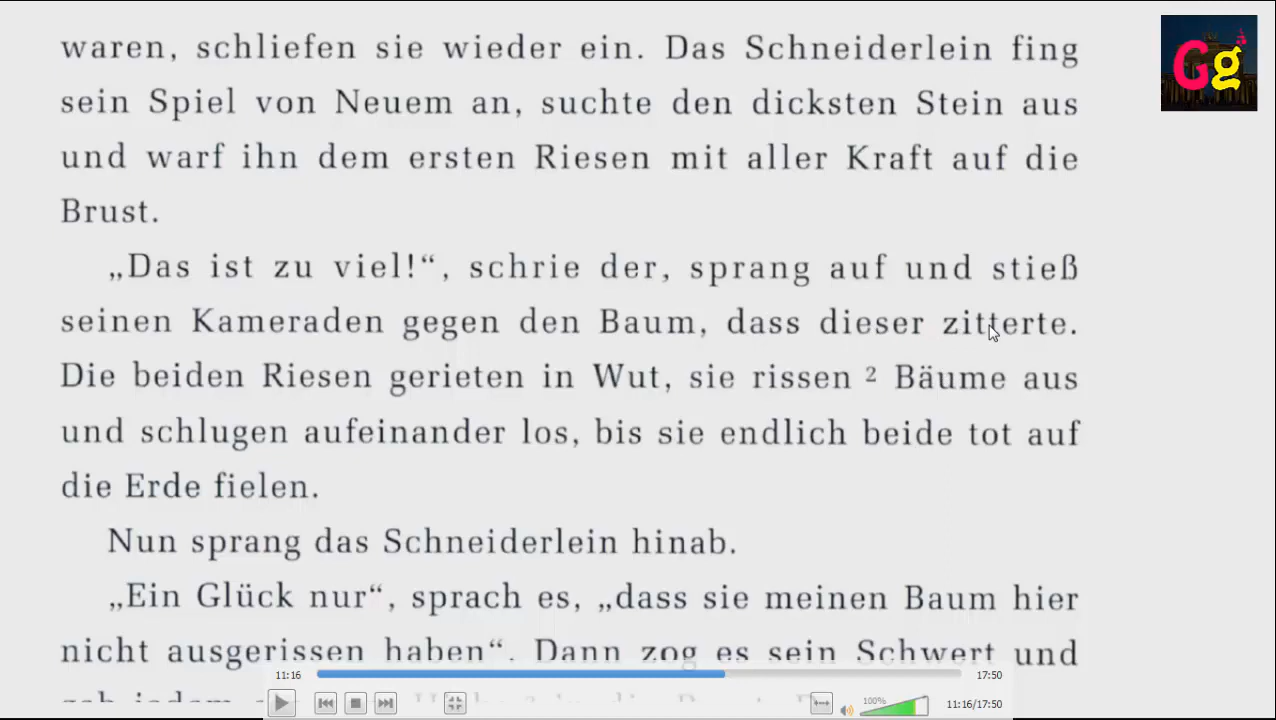 Gg
waren, schliefen sie wieder ein. Das Schneiderlein fing
sein Spiel von Neuem an, suchte den dicksten Stein aus
und warf ihn dem ersten Riesen mit aller Kraft auf die
Brust.
„Das ist zu viel!“, schrie der, sprang auf und stieß
seinen Kameraden gegen den Baum, dass dieser zitterte.
Die beiden Riesen gerieten in Wut, sie rissen ² Bäume aus
und schlugen aufeinander los, bis sie endlich beide tot auf
die Erde fielen.
Nun sprang das Schneiderlein hinab.
„Ein Glück nur“, sprach es, „dass sie meinen Baum hier
nicht ausgerissen haben“. Dann zog es sein Schwert und
11:16 17:50
100% 11:16/17:50